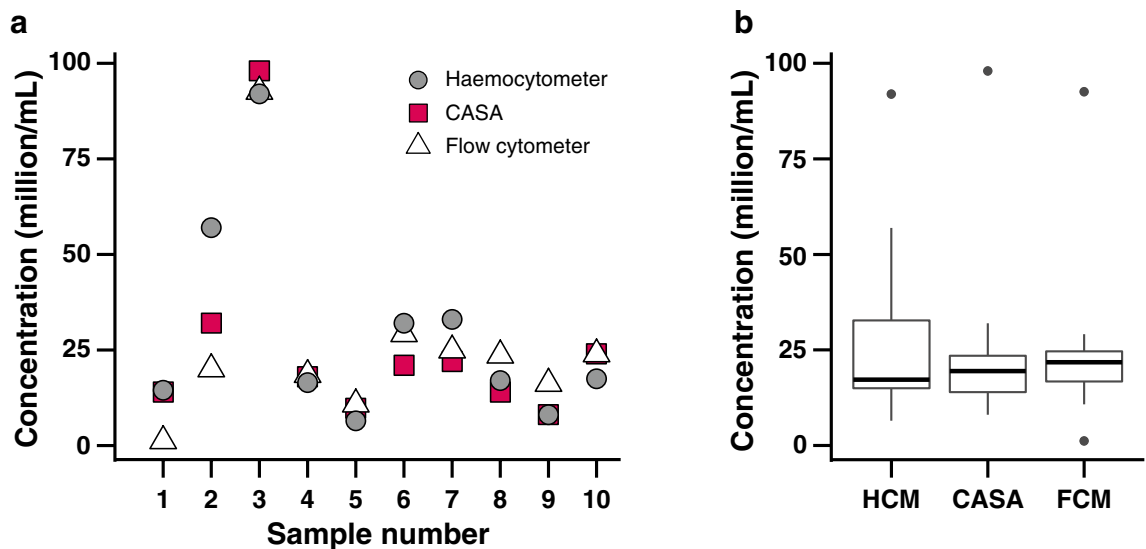 a
Concentration (million/mL)
100
75
50
25
0
1 2 3 4 5 6 7 8 9 10
Sample number
Haemocytometer
CASA
Flow cytometer
b
Concentration (million/mL)
100
75
50
25
0
HCM CASA FCM